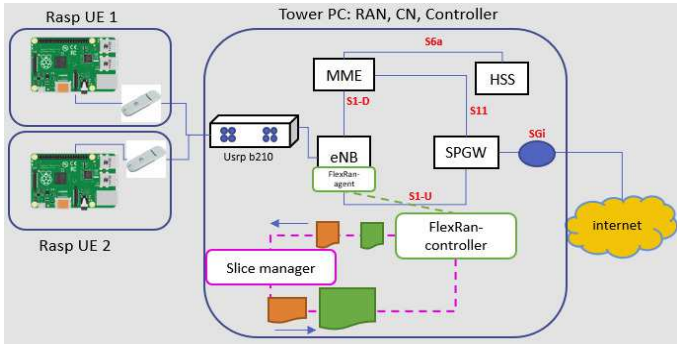 Rasp UE 1
Tower PC: RAN, CN, Controller
S6a
MME
HSS
S1-D
S11
SGi
Usrp b210
eNB
FlexRan-
agent
SPGW
S1-U
Rasp UE 2
FlexRan-
controller
internet
Slice manager